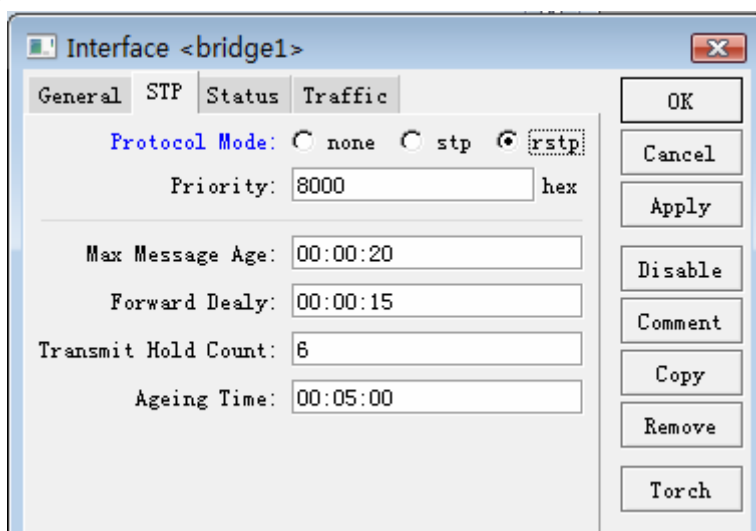 Interface <bridge1>
General STP Status Traffic
Protocol Mode: none stp rstp
Priority: 8000 hex
Max Message Age: 00:00:20
Forward Dealy: 00:00:15
Transmit Hold Count: 6
Ageing Time: 00:05:00
OK
Cancel
Apply
Disable
Comment
Copy
Remove
Torch